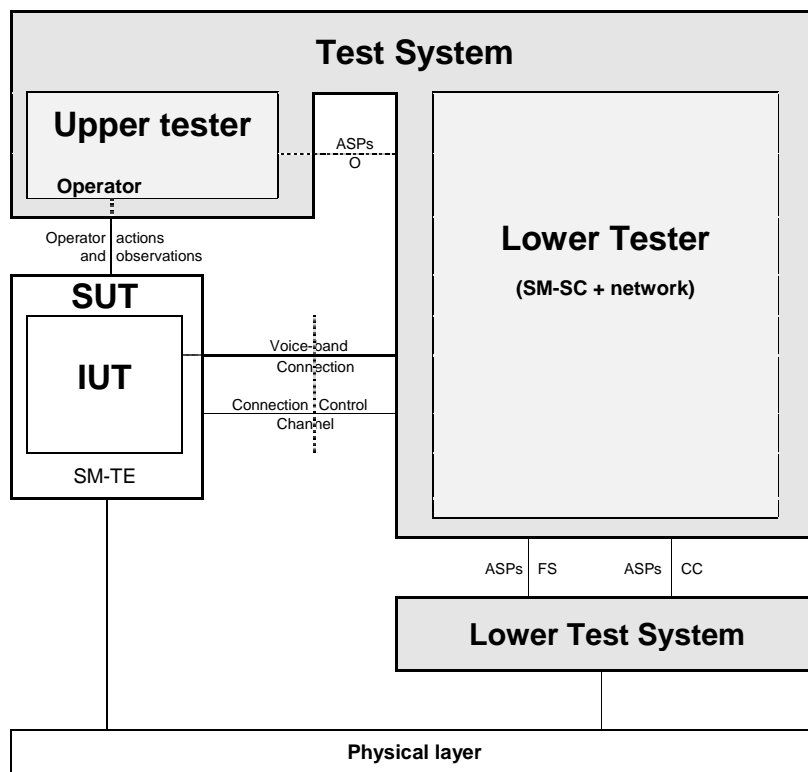 Test System
Upper tester
Operator
ASPs
O
Lower Tester
(SM-SC + network)
Operator actions
and observations
SUT
IUT
SM-TE
Voice-band
Connection
Connection Control
Channel
ASPs FS
ASPs CC
Lower Test System
Physical layer